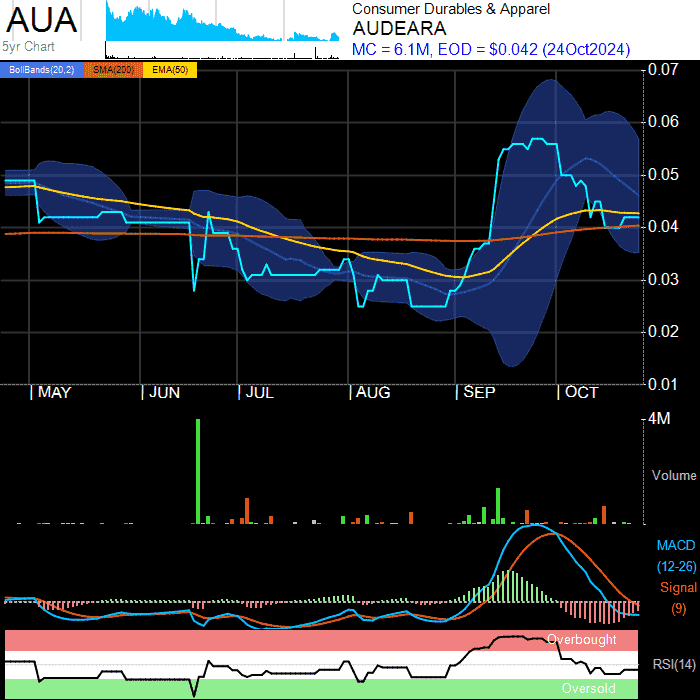 AUA
5yr Chart
Consumer Durables & Apparel
AUDEARA
MC = 6.1M, EOD = $0.042 (24Oct2024)
BollBands(20,2) SMA(200) EMA(50)
0.07
0.06
0.05
0.04
0.03
0.02
0.01
MAY JUN JUL AUG SEP OCT
4M
Volume
MACD
(12-26)
Signal
(9)
Overbought
RSI(14)
Oversold